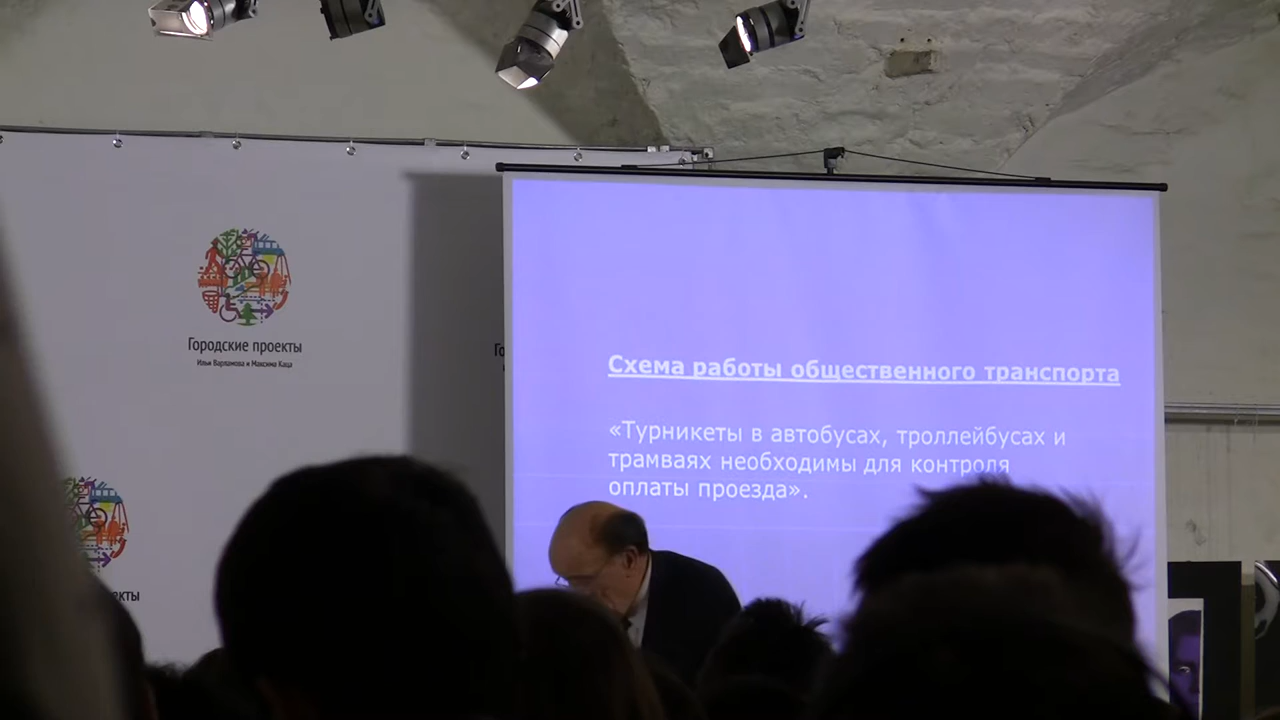 Городские проекты
Ильи Варламова и Максима Каца
Схема работы общественного транспорта
«Турникеты в автобусах, троллейбусах и
трамваях необходимы для контроля
оплаты проезда».